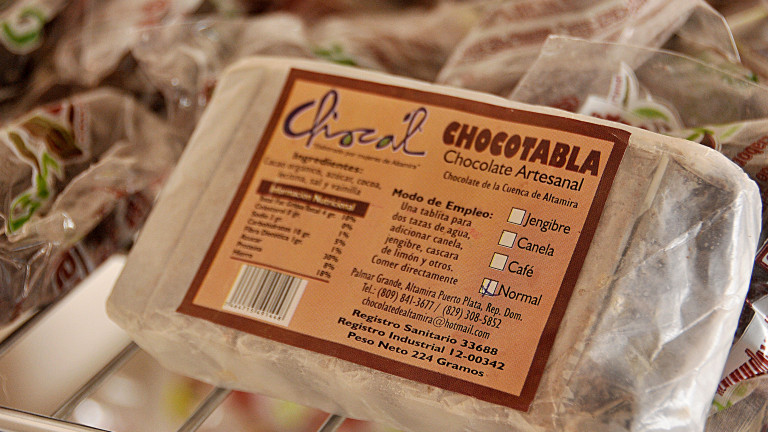 Chocal
Elaborado por mujeres de Altamira
Ingredientes:
Cacao orgánico, azúcar, cocoa,
lecitina, sal y vainilla
Información Nutricional
CHOCOTABLA
Chocolate Artesanal
Chocolate de la Cuenca de Altamira
Modo de Empleo:
Una tablita para
dos tazas de agua,
adicionar canela,
jengibre, cascara
de limón y otros.
Comer directamente
Jengibre
Canela
Café
Normal
Palmar Grande, Altamira Puerto Plata, Rep. Dom.
Tel.: (809) 841-3677 / (829) 308-5852
chocolatedealtamira@hotmail.com
Registro Sanitario 33688
Registro Industrial 12-00342
Peso Neto 224 Gramos